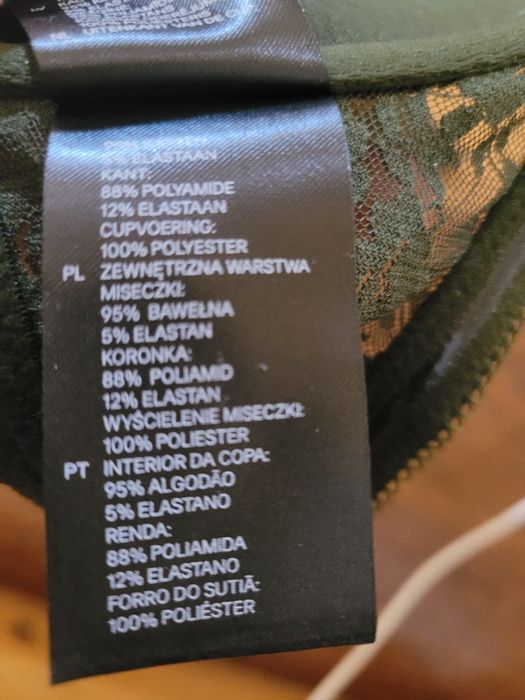 5% ELASTAAN
KANT:
88% POLYAMIDE
12% ELASTAAN
CUPVOERING:
100% POLYESTER
PL ZEWNĘTRZNA WARSTWA
MISECZKI:
95% BAWEŁNA
5% ELASTAN
KORONKA:
88% POLIAMID
12% ELASTAN
WYŚCIELENIE MISECZKI:
100% POLIESTER
PT INTERIOR DA COPA:
95% ALGODÃO
5% ELASTANO
RENDA:
88% POLIAMIDA
12% ELASTANO
FORRO DO SUTIÃ:
100% POLIÉSTER